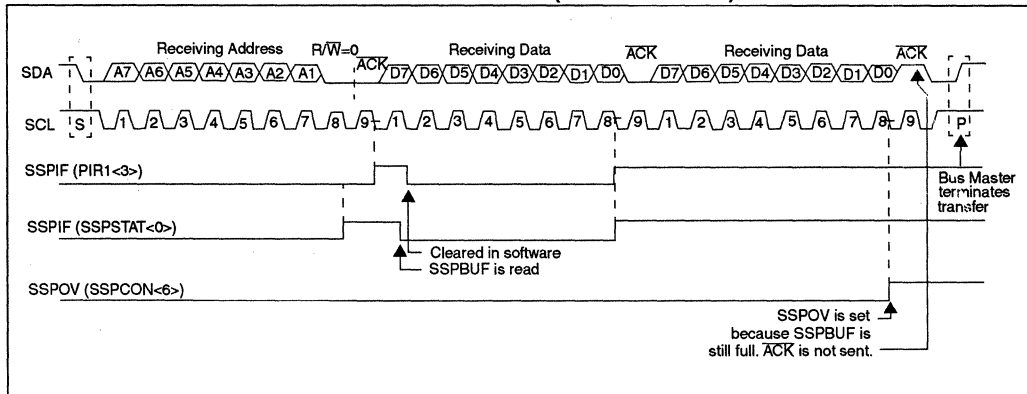 Receiving Address R/W=0 ACK Receiving Data ACK Receiving Data ACK
SDA A7 A6 A5 A4 A3 A2 A1 D7 D6 D5 D4 D3 D2 D1 D0 D7 D6 D5 D4 D3 D2 D1 D0
SCL S 1 2 3 4 5 6 7 8 9 1 2 3 4 5 6 7 8 9 1 2 3 4 5 6 7 8 9 P
SSPIF (PIR1<3>)
Bus Master
terminates
transfer
SSPIF (SSPSTAT<0>)
Cleared in software
SSPBUF is read
SSPOV (SSPCON<6>)
SSPOV is set
because SSPBUF is
still full. ACK is not sent.